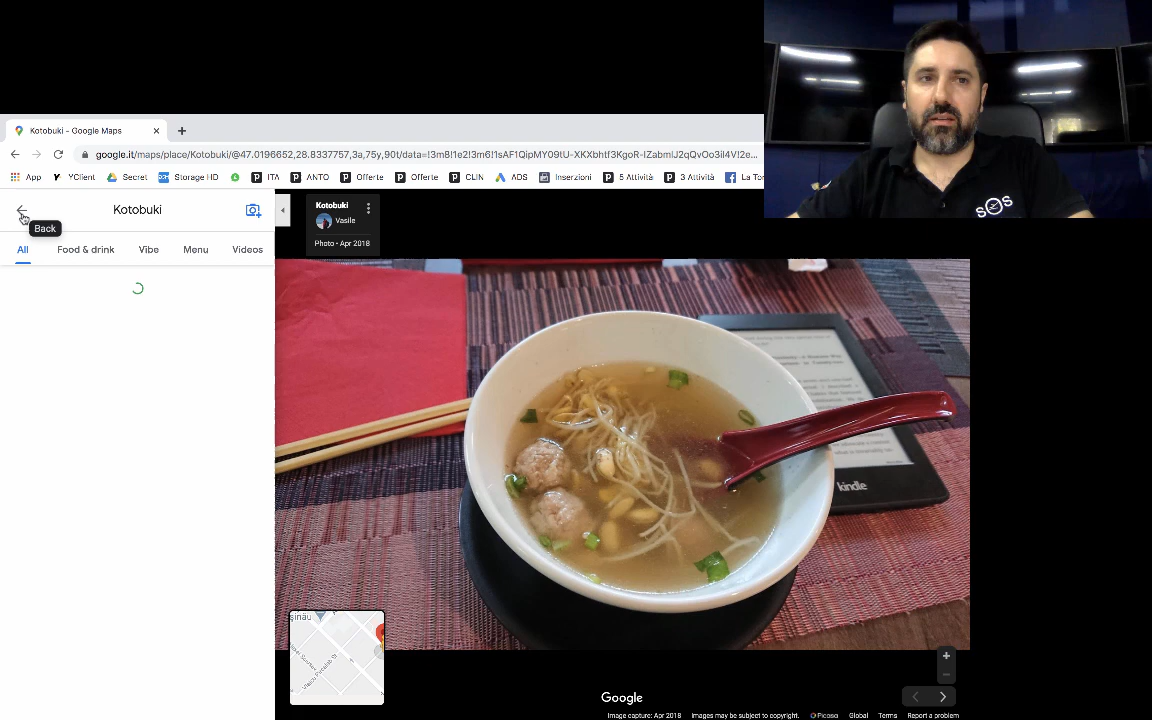 Kotobuki - Google Maps
google.it/maps/place/Kotobuki/@47.0196652,28.8337757,3a,75y,90t/data=!3m8!1e2!3m6!1sAF1QipMY09tU-XKXbhtf3KgoR-IZabmIJ2qQvOo3iI4V!2e...
App YClient Secret Storage HD ITA ANTO Offerte Offerte CLIN ADS Inserzioni 5 Attività 3 Attività La Tor
Kotobuki
Back
All Food & drink Vibe Menu Videos
Kotobuki
Vasile
Photo - Apr 2018
SOS
kindle
Google
Image capture: Apr 2018 Images may be subject to copyright. Picasa Global Terms Report a problem